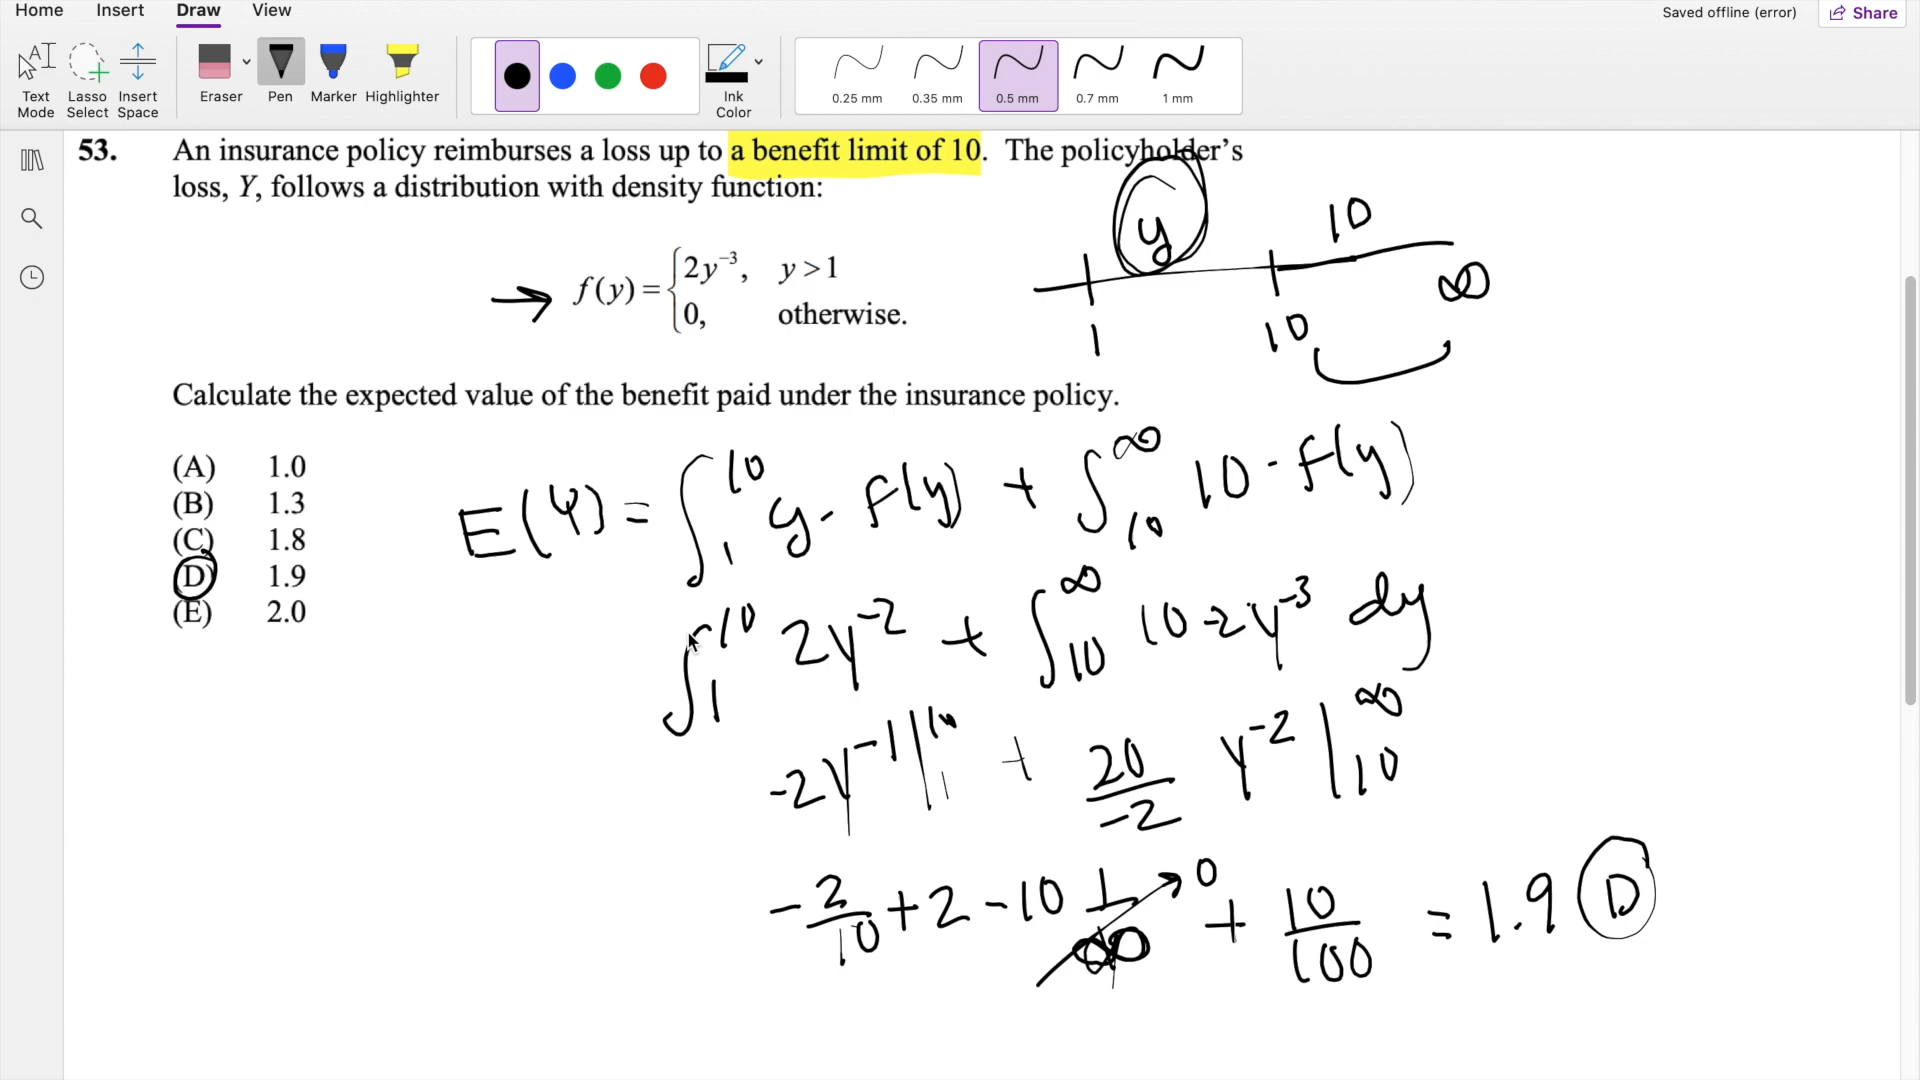 Home Insert Draw View
Saved offline (error) Share
Text Mode Lasso Select Insert Space Eraser Pen Marker Highlighter Ink Color 0.25 mm 0.35 mm 0.5 mm 0.7 mm 1 mm
53. An insurance policy reimburses a loss up to a benefit limit of 10. The policyholder's
loss, Y, follows a distribution with density function:
y 10
1 10 ∞
→ f(y) = { 2y⁻³, y > 1
0, otherwise.
Calculate the expected value of the benefit paid under the insurance policy.
(A) 1.0
(B) 1.3
(C) 1.8
(D) 1.9
(E) 2.0
E(Y) = ∫₁¹⁰ y · f(y) + ∫₁₀^∞ 10 · f(y)
∫₁¹⁰ 2y⁻² + ∫₁₀^∞ 10 · 2y⁻³ dy
-2y⁻¹ |₁¹⁰ + 20/-2 y⁻² |₁₀^∞
-2/10 + 2 - 10 1/∞ → 0 + 10/100 = 1.9 D